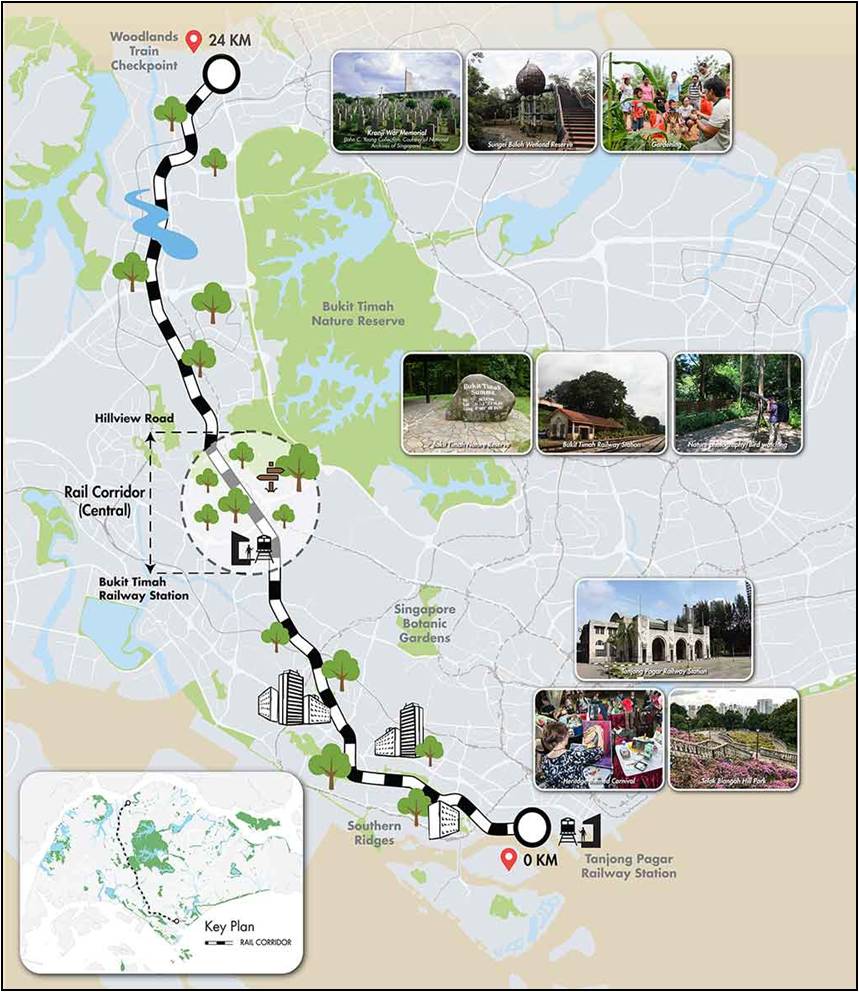 Woodlands
Train
Checkpoint
24 KM
Kranji War Memorial
(John C. Young Collection, Courtesy of National
Archives of Singapore)
Sungei Buloh Wetland Reserve
Gardening
Bukit Timah
Nature Reserve
Bukit Timah
Summit
Bukit Timah Nature Reserve
Bukit Timah Railway Station
Nature photography/Bird watching
Hillview Road
Rail Corridor
(Central)
Bukit Timah
Railway Station
Singapore
Botanic
Gardens
Tanjong Pagar Railway Station
Telok Blangah Hill Park
Southern
Ridges
0 KM
Tanjong Pagar
Railway Station
Key Plan
RAIL CORRIDOR